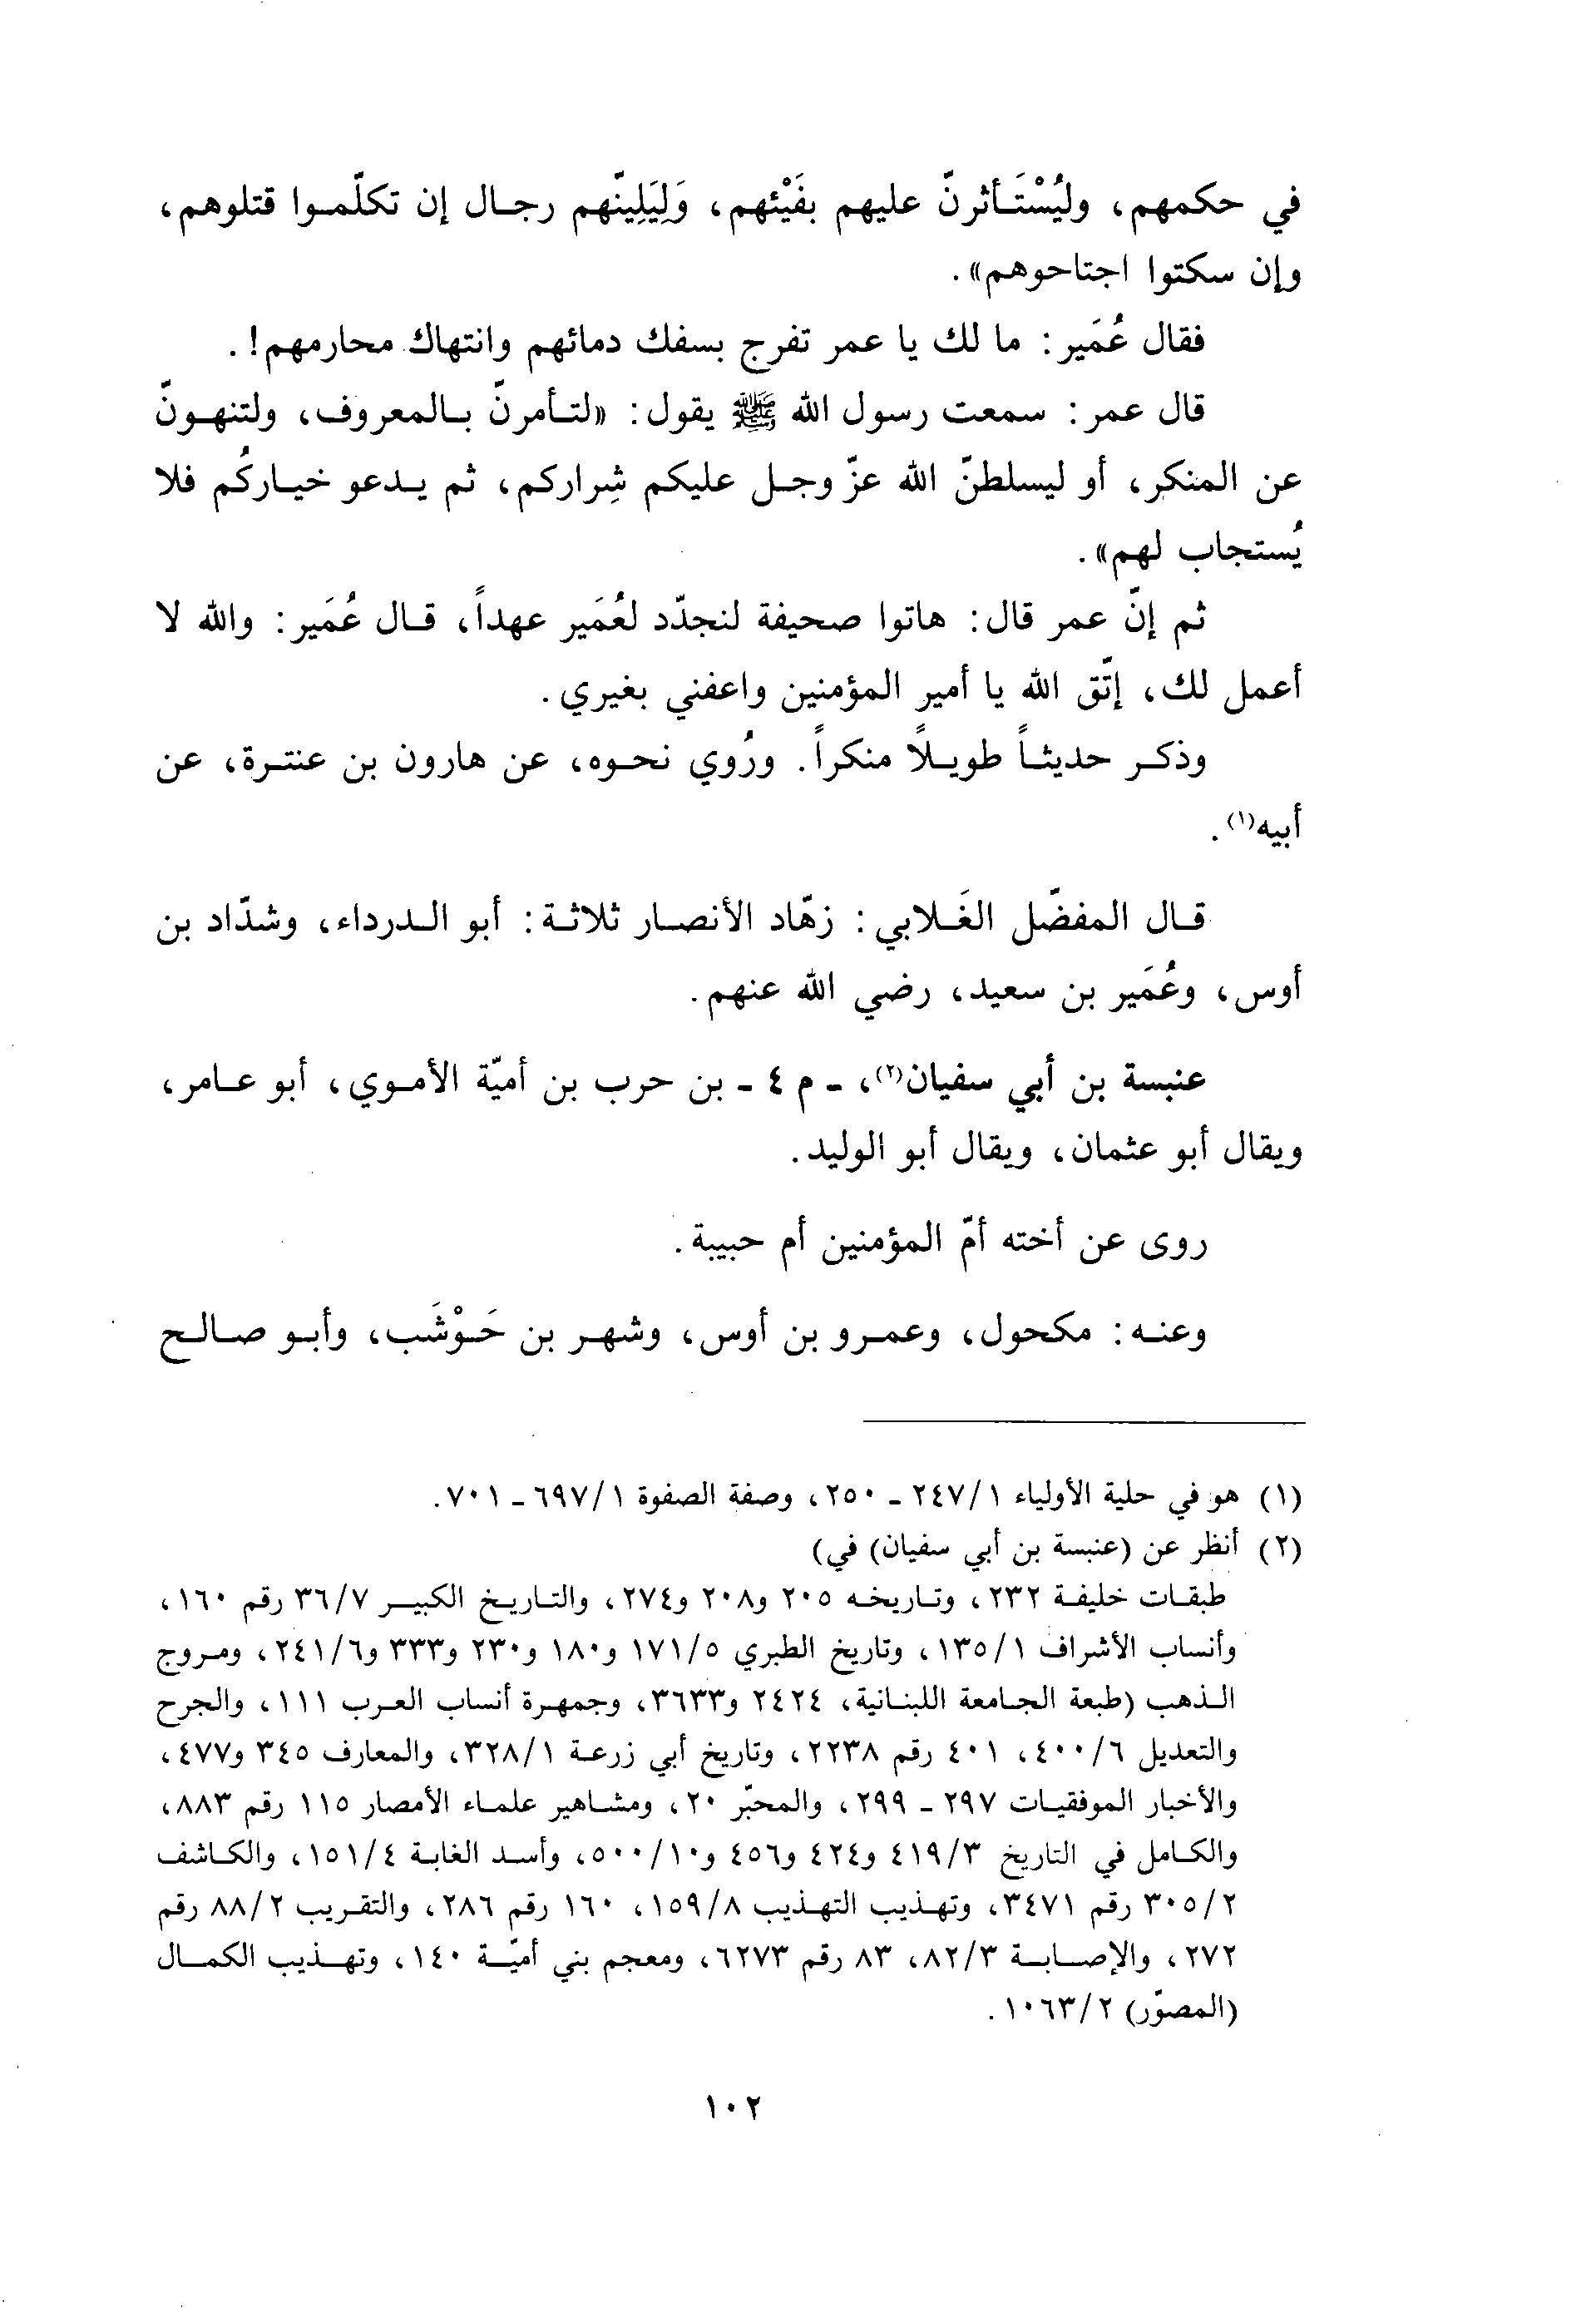 في حكمهم، وليُسْتَأثرنّ عليهم بفَيْئهم، وَلِيَلِيَنّهم رجال إن تكلّموا قتلوهم،
وإن سكتوا اجتاحوهم».
فقال عُمَير: ما لك يا عمر تفرج بسفك دمائهم وانتهاك محارمهم!.
قال عمر: سمعت رسول الله ﷺ يقول: «لتأمرنّ بالمعروف، ولتنهونّ
عن المنكر، أو ليسلطنّ الله عزّ وجل عليكم شِراركم، ثم يدعو خياركُم فلا
يُستجاب لهم».
ثم إنّ عمر قال: هاتوا صحيفة لنجدّد لعُمَير عهداً، قال عُمَير: والله لا
أعمل لك، إتّق الله يا أمير المؤمنين واعفني بغيري.
وذكر حديثاً طويلاً منكراً. ورُوي نحوه، عن هارون بن عنترة، عن
أبيه(١).
قال المفضّل الغَلابي: زهّاد الأنصار ثلاثة: أبو الدرداء، وشدّاد بن
أوس، وعُمَير بن سعيد، رضي الله عنهم.
عنبسة بن أبي سفيان(٢)، ـ م ٤ ـ بن حرب بن أميّة الأموي، أبو عامر،
ويقال أبو عثمان، ويقال أبو الوليد.
روى عن أخته أمّ المؤمنين أم حبيبة.
وعنه: مكحول، وعمرو بن أوس، وشهر بن حَوْشَب، وأبو صالح
(١) هو في حلية الأولياء ١/٢٤٧ ـ ٢٥٠، وصفة الصفوة ١/٦٩٧ ـ ٧٠١.
(٢) أنظر عن (عنبسة بن أبي سفيان) في)
طبقات خليفة ٢٣٢، وتاريخه ٢٠٥ و٢٠٨ و٢٧٤، والتاريخ الكبير ٣٦/٧ رقم ١٦٠،
وأنساب الأشراف ١٣٥/١، وتاريخ الطبري ١٧١/٥ و١٨٠ و٢٣٠ و٣٣٣ و٢٤١/٦، ومروج
الذهب (طبعة الجامعة اللبنانية، ٢٤٢٤ و٣٦٣٣، وجمهرة أنساب العرب ١١١، والجرح
والتعديل ٤٠٠/٦، ٤٠١ رقم ٢٢٣٨، وتاريخ أبي زرعة ٣٢٨/١، والمعارف ٣٤٥ و٤٧٧،
والأخبار الموفقيات ٢٩٧ ـ ٢٩٩، والمحبّر ٢٠، ومشاهير علماء الأمصار ١١٥ رقم ٨٨٣،
والكامل في التاريخ ٤١٩/٣ و٤٢٤ و٤٥٦ و٥٠٠/١٠، وأسد الغابة ١٥١/٤، والكاشف
٣٠٥/٢ رقم ٣٤٧١، وتهذيب التهذيب ١٥٩/٨، ١٦٠ رقم ٢٨٦، والتقريب ٨٨/٢ رقم
٢٧٢، والإصابة ٨٢/٣، ٨٣ رقم ٦٢٧٣، ومعجم بني أميّة ١٤٠، وتهذيب الكمال
(المصوّر) ١٠٦٣/٢.
١٠٢